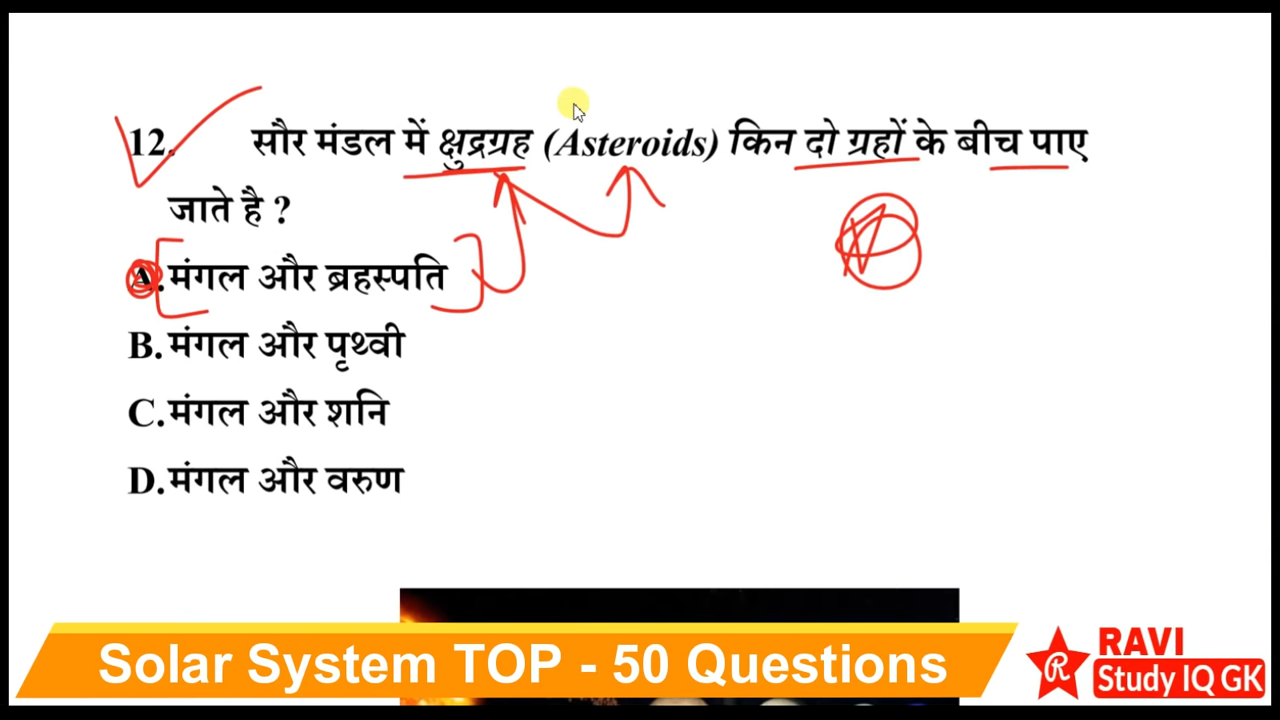 12. सौर मंडल में क्षुद्रग्रह (Asteroids) किन दो ग्रहों के बीच पाए
जाते है ?
A. मंगल और ब्रहस्पति
B. मंगल और पृथ्वी
C. मंगल और शनि
D. मंगल और वरुण
Solar System TOP - 50 Questions
RAVI
Study IQ GK